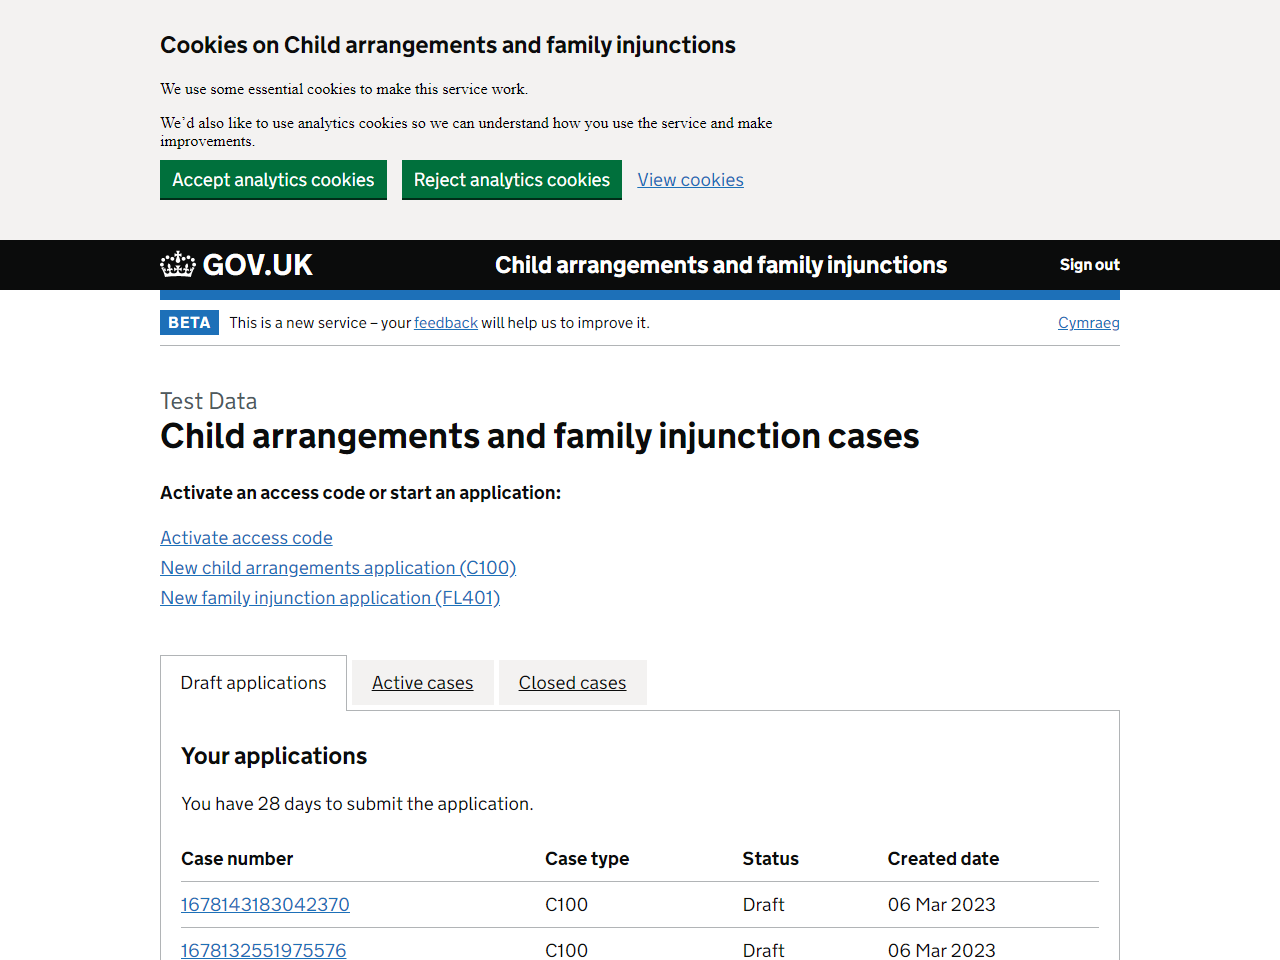 Cookies on Child arrangements and family injunctions
We use some essential cookies to make this service work.
We'd also like to use analytics cookies so we can understand how you use the service and make
improvements.
Accept analytics cookies
Reject analytics cookies
View cookies
GOV.UK
Child arrangements and family injunctions
Sign out
BETA
This is a new service – your feedback will help us to improve it.
Cymraeg
Test Data
Child arrangements and family injunction cases
Activate an access code or start an application:
Activate access code
New child arrangements application (C100)
New family injunction application (FL401)
Draft applications
Active cases
Closed cases
Your applications
You have 28 days to submit the application.
Case number Case type Status Created date
1678143183042370 C100 Draft 06 Mar 2023
1678132551975576 C100 Draft 06 Mar 2023